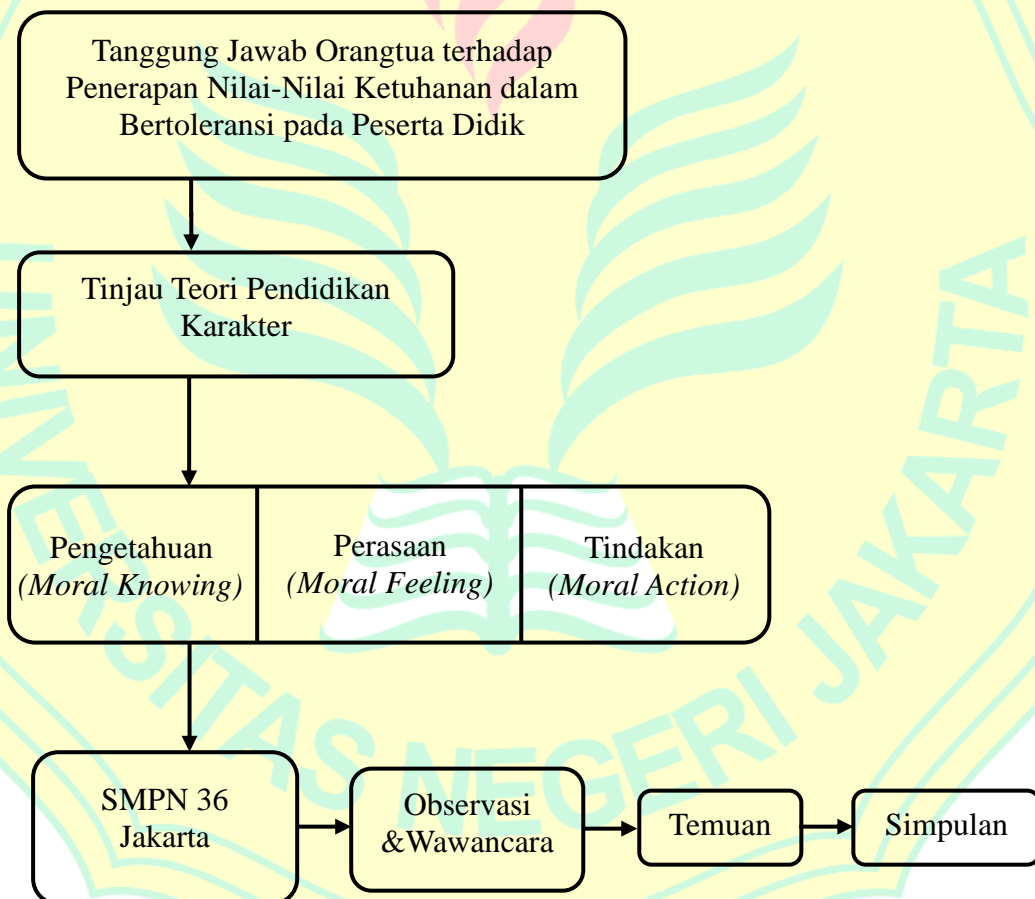 Tanggung Jawab Orangtua terhadap
Penerapan Nilai-Nilai Ketuhanan dalam
Bertoleransi pada Peserta Didik
Tinjau Teori Pendidikan
Karakter
Pengetahuan
(Moral Knowing)
Perasaan
(Moral Feeling)
Tindakan
(Moral Action)
SMPN 36
Jakarta
Observasi
&Wawancara
Temuan
Simpulan
UNIVERSITAS NEGERI JAKARTA